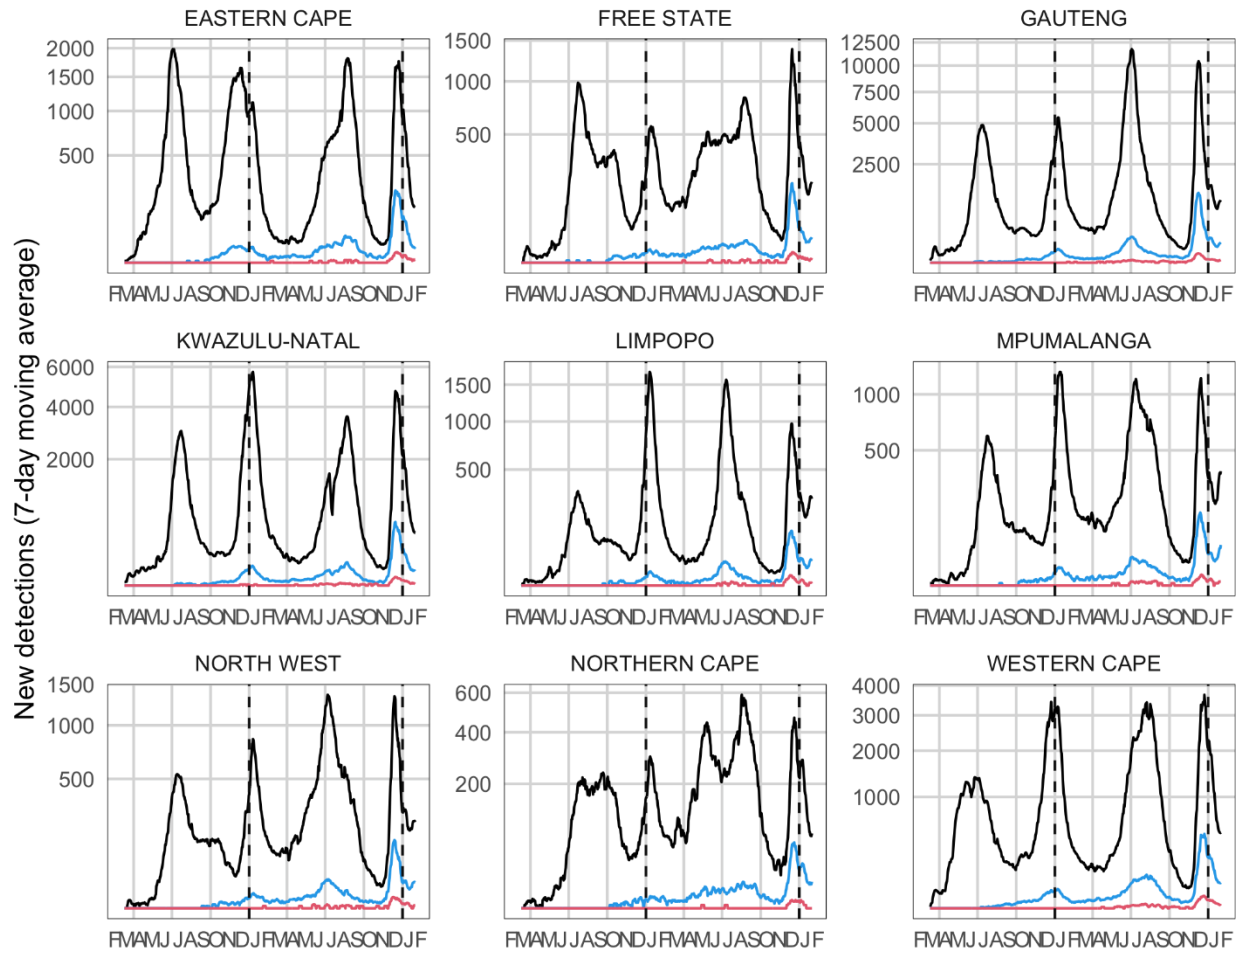 EASTERN CAPE
FREE STATE
GAUTENG
2000
1500
1000
500
1500
1000
500
12500
10000
7500
5000
2500
FMAMJJASONDJFMAMJJASONDJF
FMAMJJASONDJFMAMJJASONDJF
FMAMJJASONDJFMAMJJASONDJF
New detections (7-day moving average)
KWAZULU-NATAL
LIMPOPO
MPUMALANGA
6000
4000
2000
1500
1000
500
1000
500
FMAMJJASONDJFMAMJJASONDJF
FMAMJJASONDJFMAMJJASONDJF
FMAMJJASONDJFMAMJJASONDJF
NORTH WEST
NORTHERN CAPE
WESTERN CAPE
1500
1000
500
600
400
200
4000
3000
2000
1000
FMAMJJASONDJFMAMJJASONDJF
FMAMJJASONDJFMAMJJASONDJF
FMAMJJASONDJFMAMJJASONDJF